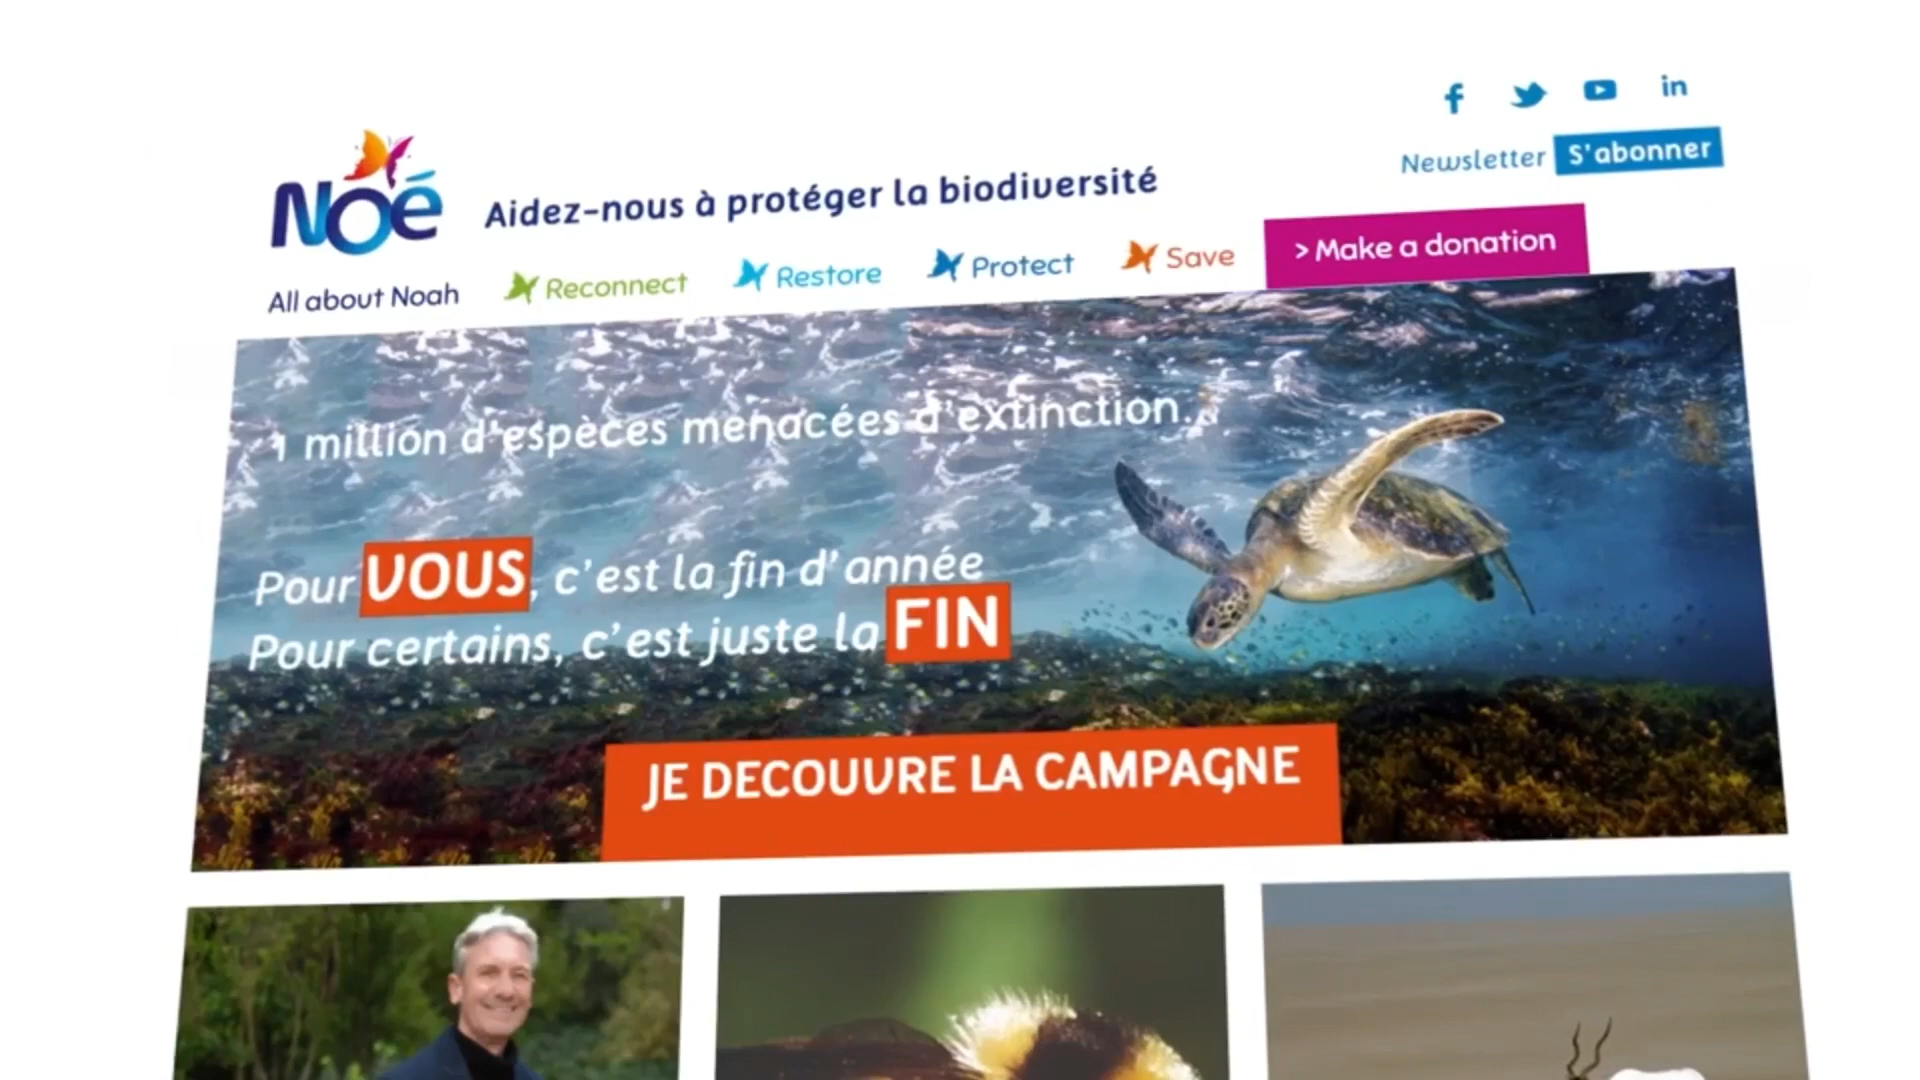 Noé
Aidez-nous à protéger la biodiversité
f in
Newsletter S'abonner
All about Noah Reconnect Restore Protect Save > Make a donation
1 million d'espèces menacées d'extinction...
Pour VOUS, c'est la fin d'année
Pour certains, c'est juste la FIN
JE DECOUVRE LA CAMPAGNE